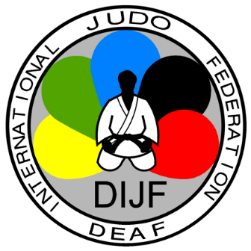 INTERNATIONAL JUDO FEDERATION
DEAF
DIJF